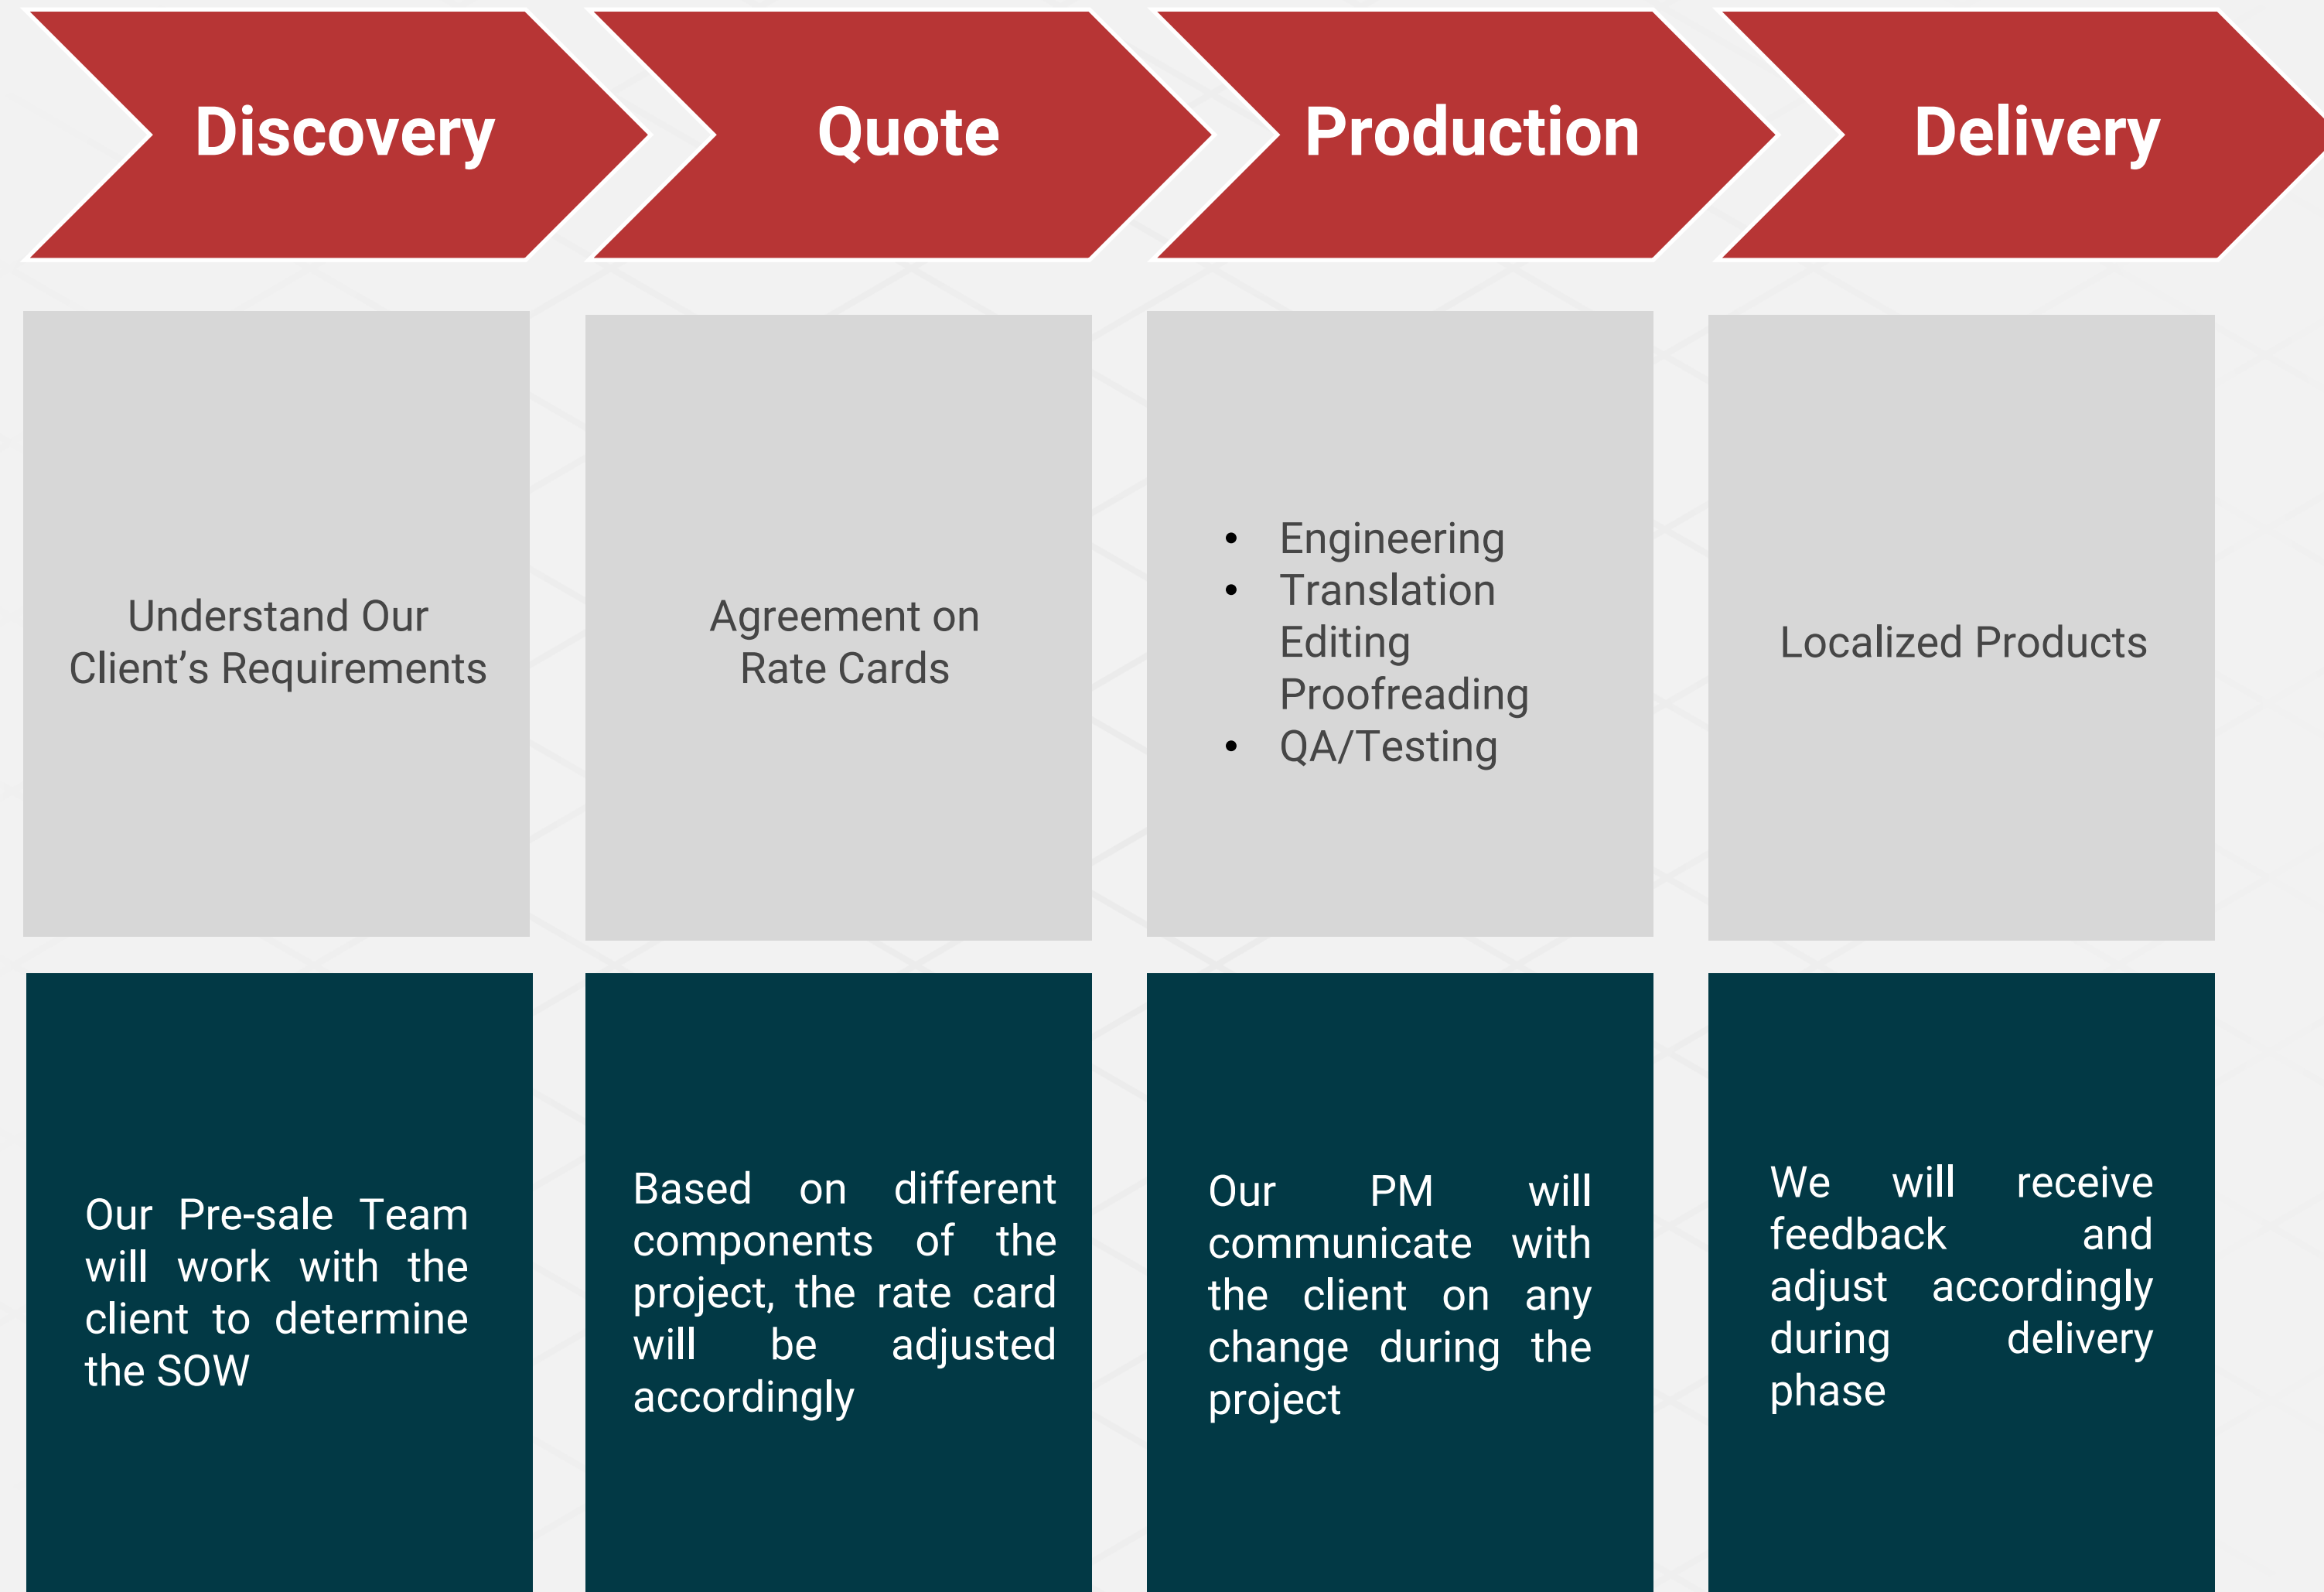 Discovery
Quote
Production
Delivery
Understand Our
Client’s Requirements
Agreement on
Rate Cards
• Engineering
• Translation
Editing
Proofreading
• QA/Testing
Localized Products
Our Pre-sale Team
will work with the
client to determine
the SOW
Based on different
components of the
project, the rate card
will be adjusted
accordingly
Our PM will
communicate with
the client on any
change during the
project
We will receive
feedback and
adjust accordingly
during delivery
phase